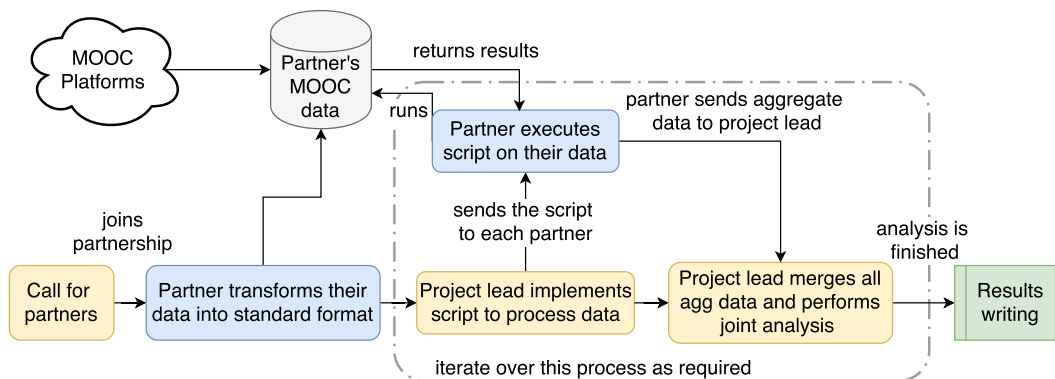 MOOC
Platforms
Partner's
MOOC
data
returns results
runs
Partner executes
script on their data
partner sends aggregate
data to project lead
sends the script
to each partner
joins
partnership
analysis is
finished
Call for
partners
Partner transforms their
data into standard format
Project lead implements
script to process data
Project lead merges all
agg data and performs
joint analysis
Results
writing
iterate over this process as required